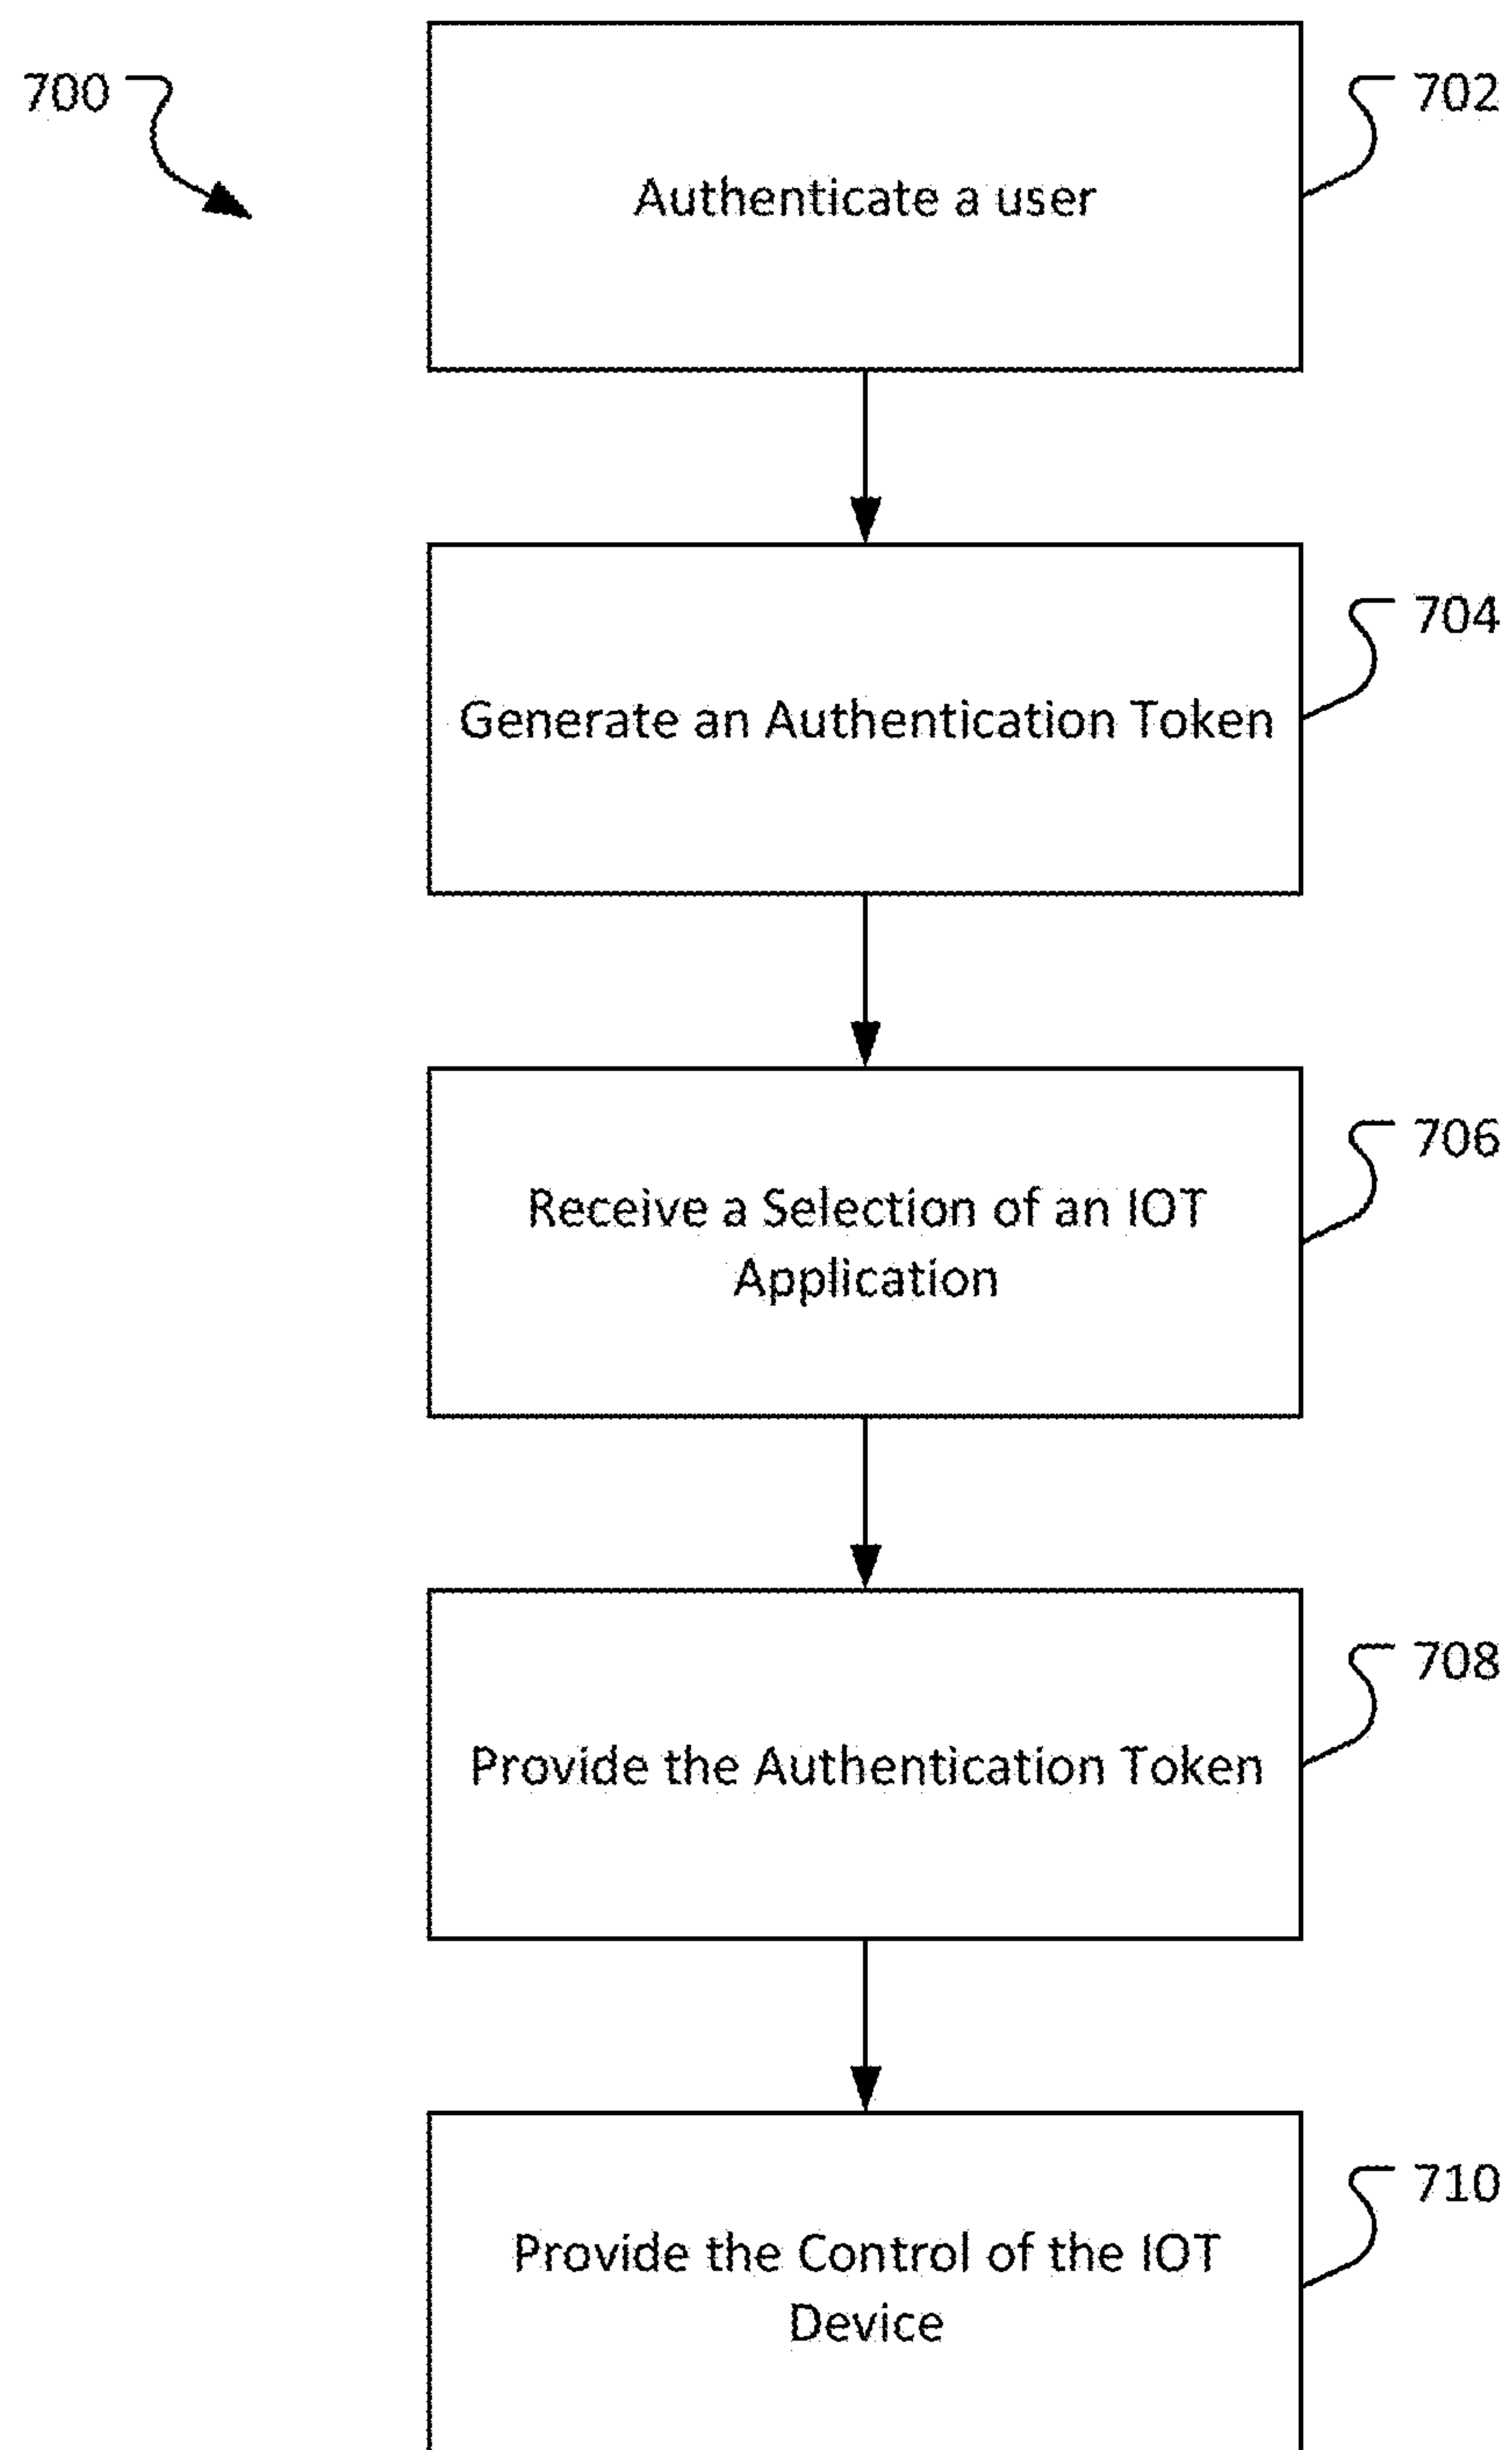 700
702
Authenticate a user
704
Generate an Authentication Token
706
Receive a Selection of an IOT
Application
708
Provide the Authentication Token
710
Provide the Control of the IOT
Device